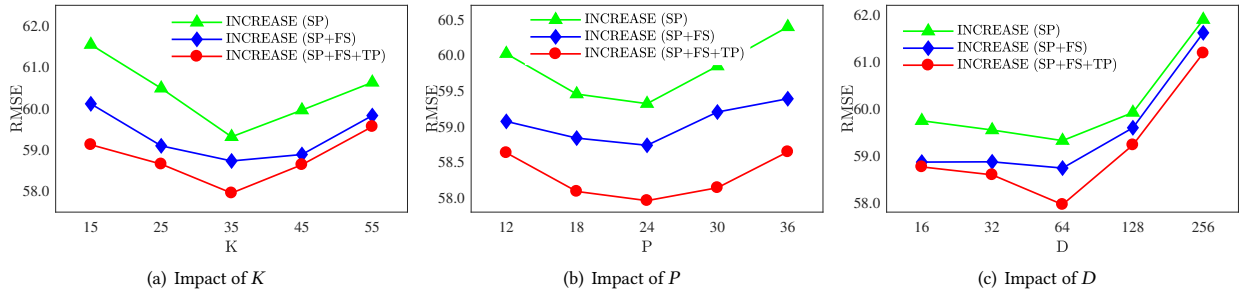 62.0
61.0
60.0
59.0
58.0
RMSE
INCREASE (SP)
INCREASE (SP+FS)
INCREASE (SP+FS+TP)
15 25 35 45 55
K
(a) Impact of K
60.5
60.0
59.5
59.0
58.5
58.0
RMSE
INCREASE (SP)
INCREASE (SP+FS)
INCREASE (SP+FS+TP)
12 18 24 30 36
P
(b) Impact of P
62.0
61.0
60.0
59.0
58.0
RMSE
INCREASE (SP)
INCREASE (SP+FS)
INCREASE (SP+FS+TP)
16 32 64 128 256
D
(c) Impact of D